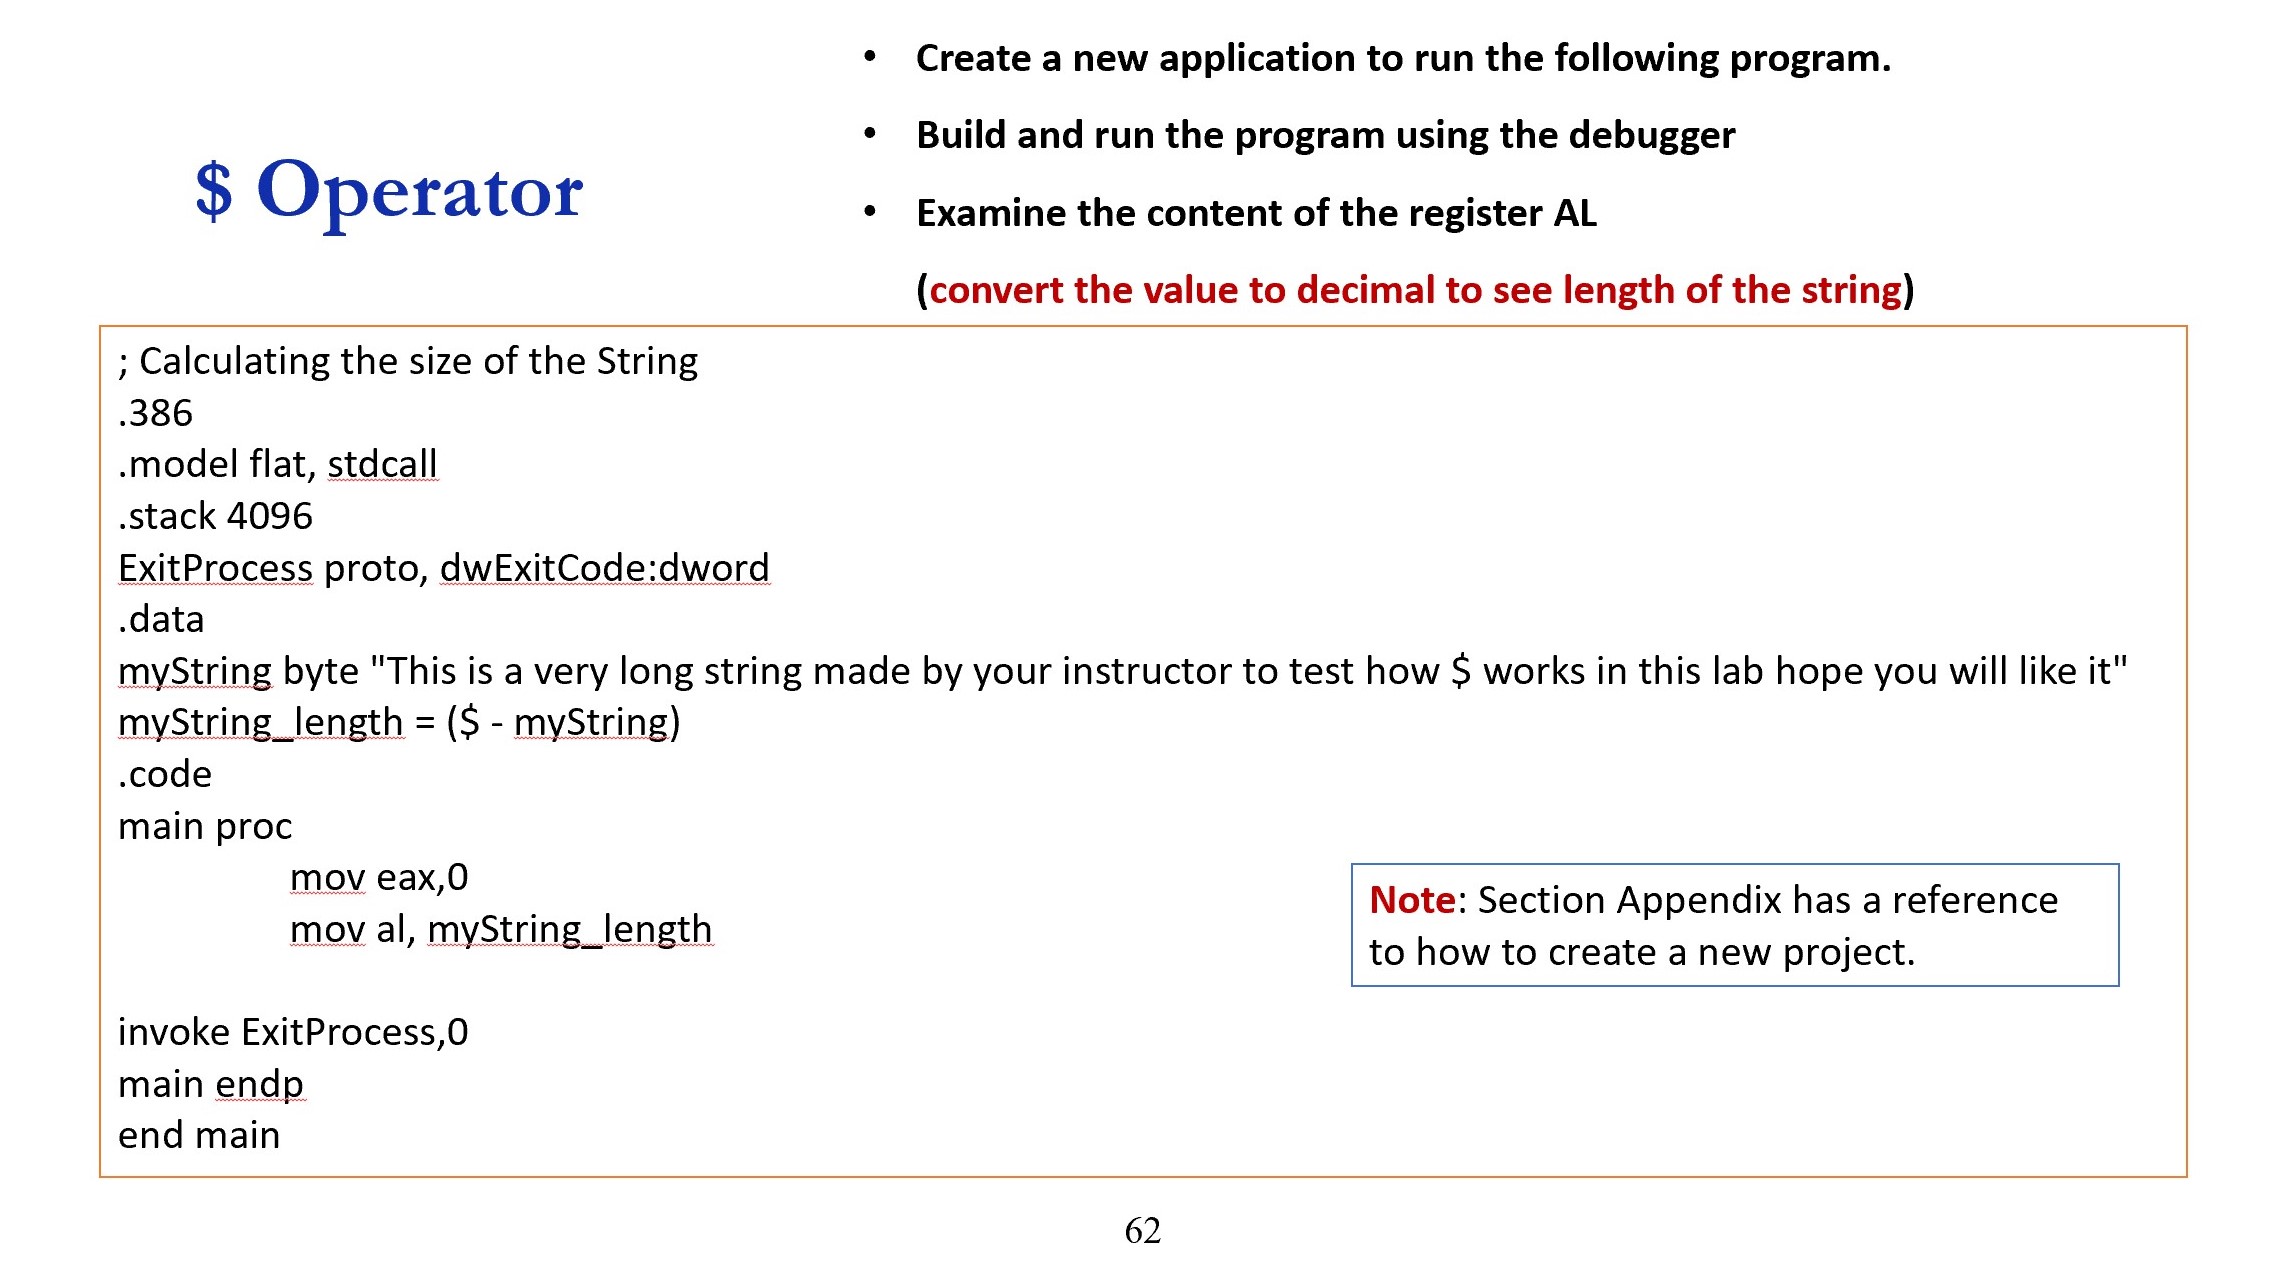 $ Operator
• Create a new application to run the following program.
• Build and run the program using the debugger
• Examine the content of the register AL
(convert the value to decimal to see length of the string)
; Calculating the size of the String
.386
.model flat, stdcall
.stack 4096
ExitProcess proto, dwExitCode:dword
.data
myString byte "This is a very long string made by your instructor to test how $ works in this lab hope you will like it"
myString_length = ($ - myString)
.code
main proc
mov eax,0
mov al, myString_length
invoke ExitProcess,0
main endp
end main
Note: Section Appendix has a reference
to how to create a new project.
62